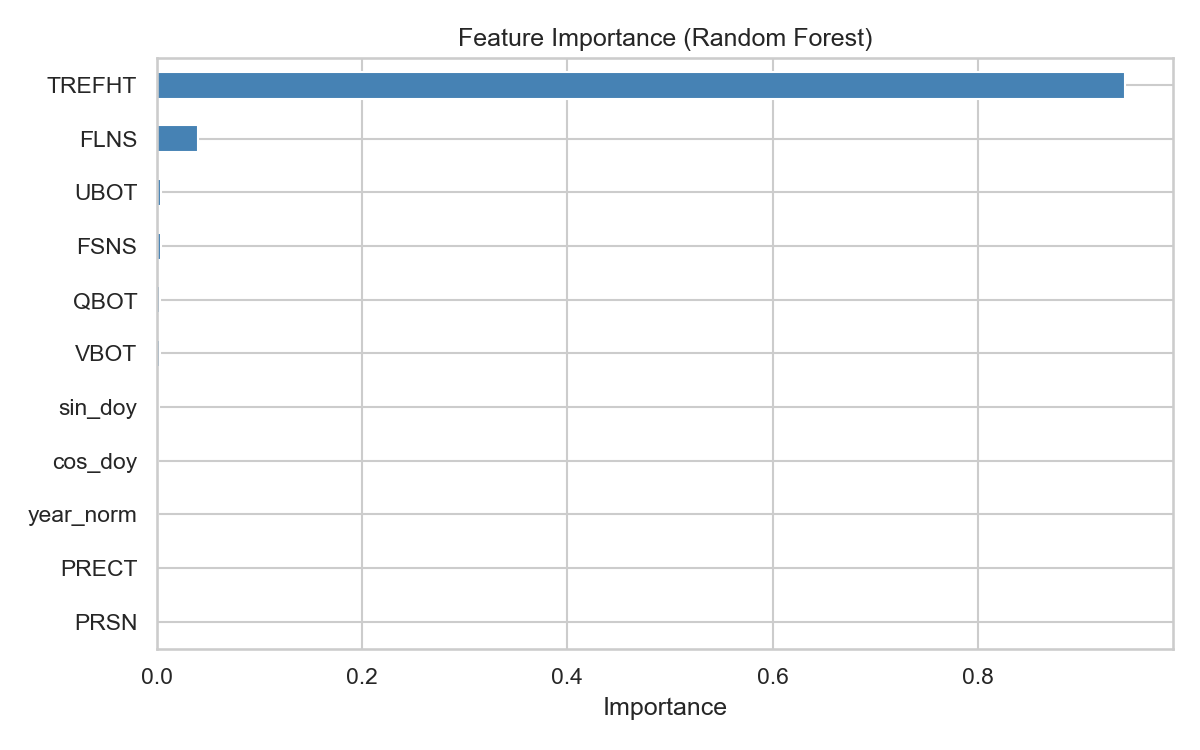 Feature Importance (Random Forest)
TREFHT
FLNS
UBOT
FSNS
QBOT
VBOT
sin_doy
cos_doy
year_norm
PRECT
PRSN
0.0 0.2 0.4 0.6 0.8
Importance